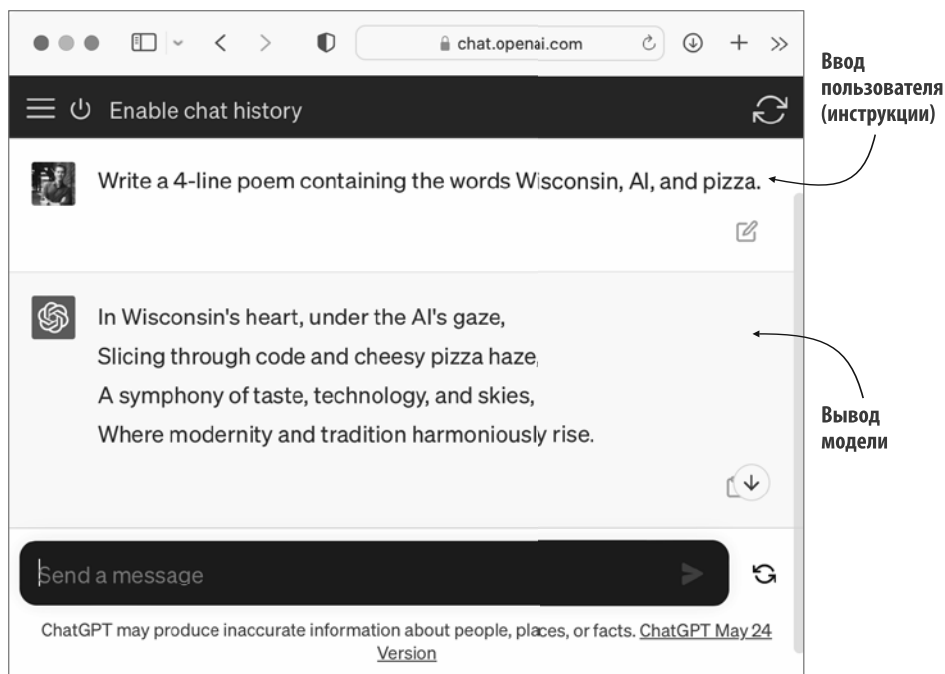 chat.openai.com
Ввод
пользователя
(инструкции)
Enable chat history
Write a 4-line poem containing the words Wisconsin, AI, and pizza.
In Wisconsin's heart, under the AI's gaze,
Slicing through code and cheesy pizza haze,
A symphony of taste, technology, and skies,
Where modernity and tradition harmoniously rise.
Вывод
модели
Send a message
ChatGPT may produce inaccurate information about people, places, or facts. ChatGPT May 24
Version